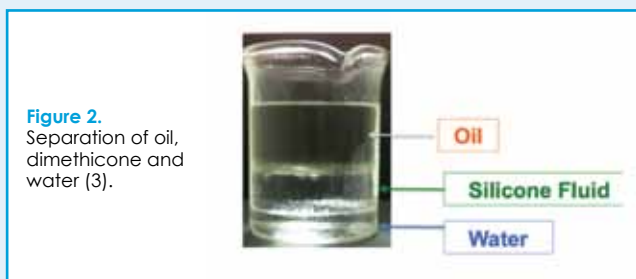 Figure 2.
Separation of oil,
dimethicone and
water (3).
Oil
Silicone Fluid
Water